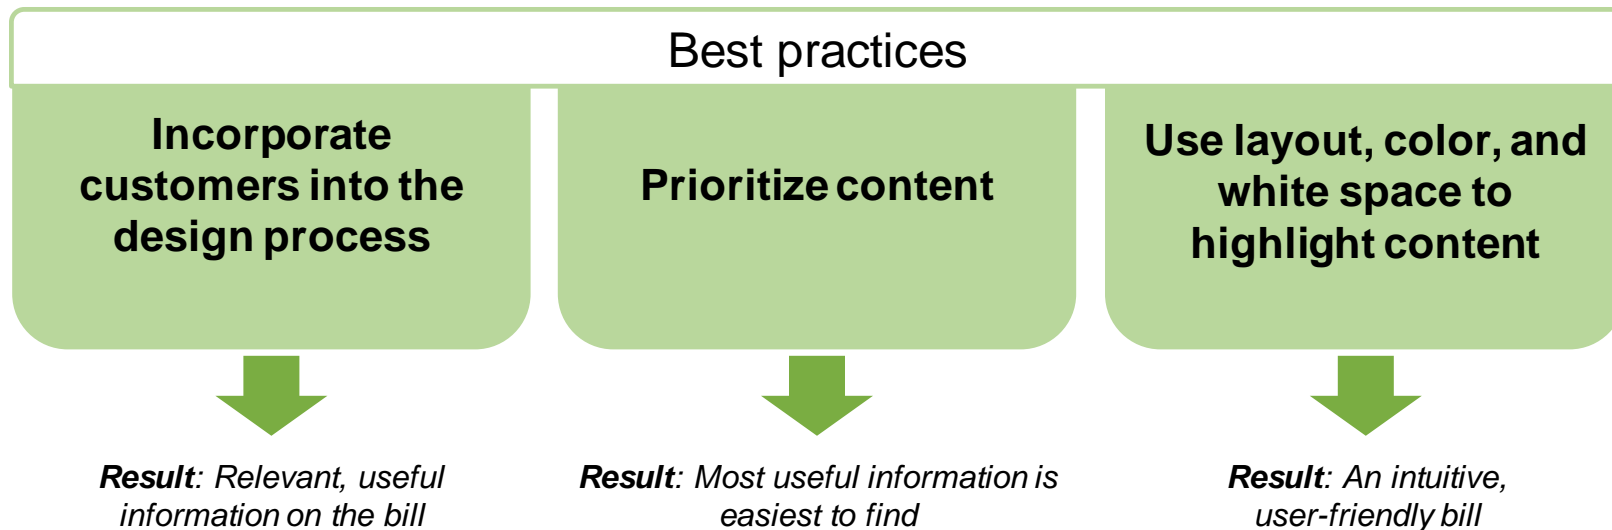 Best practices
Incorporate
customers into the
design process
Prioritize content
Use layout, color, and
white space to
highlight content
Result: Relevant, useful
information on the bill
Result: Most useful information is
easiest to find
Result: An intuitive,
user-friendly bill